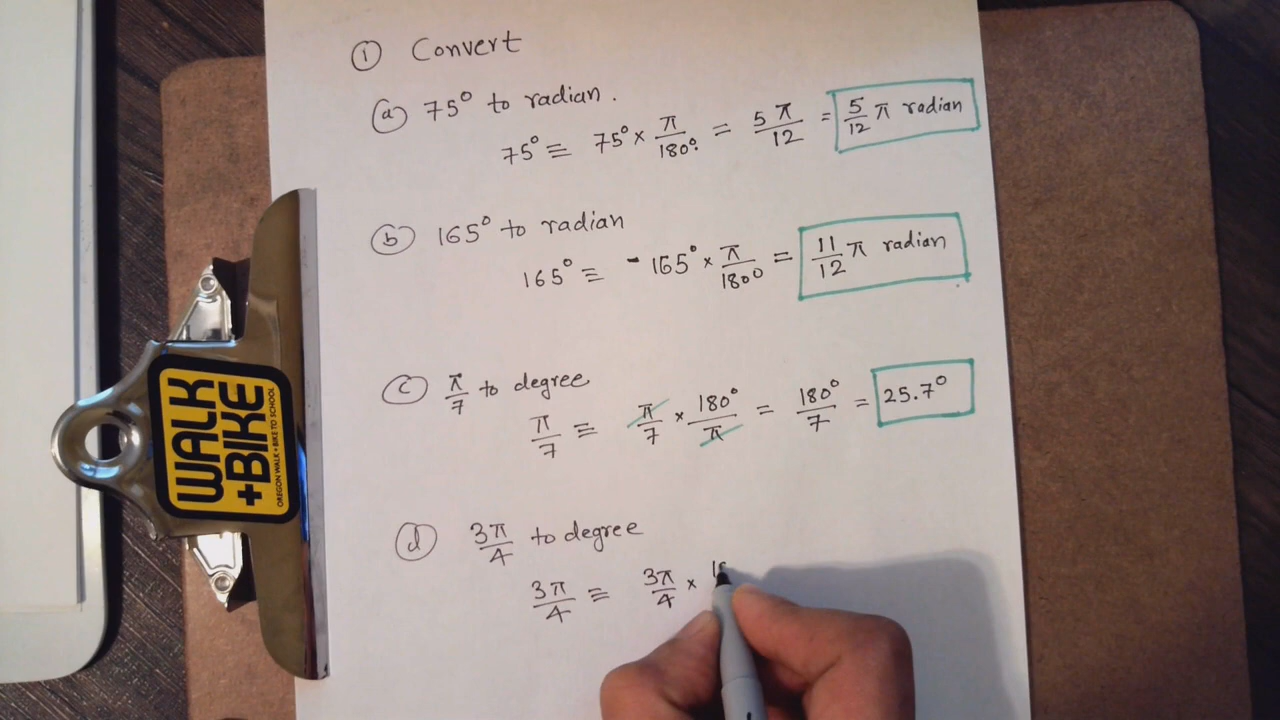 ① Convert
ⓐ 75° to radian.
75° ≡ 75° × π/180° = 5π/12 = 5/12 π radian
ⓑ 165° to radian
165° ≡ - 165° × π/180° = 11/12 π radian
ⓒ π/7 to degree
π/7 ≡ π/7 × 180°/π = 180°/7 = 25.7°
ⓓ 3π/4 to degree
3π/4 ≡ 3π/4 × 18
WALK
+BIKE
OREGON WALK + BIKE TO SCHOOL